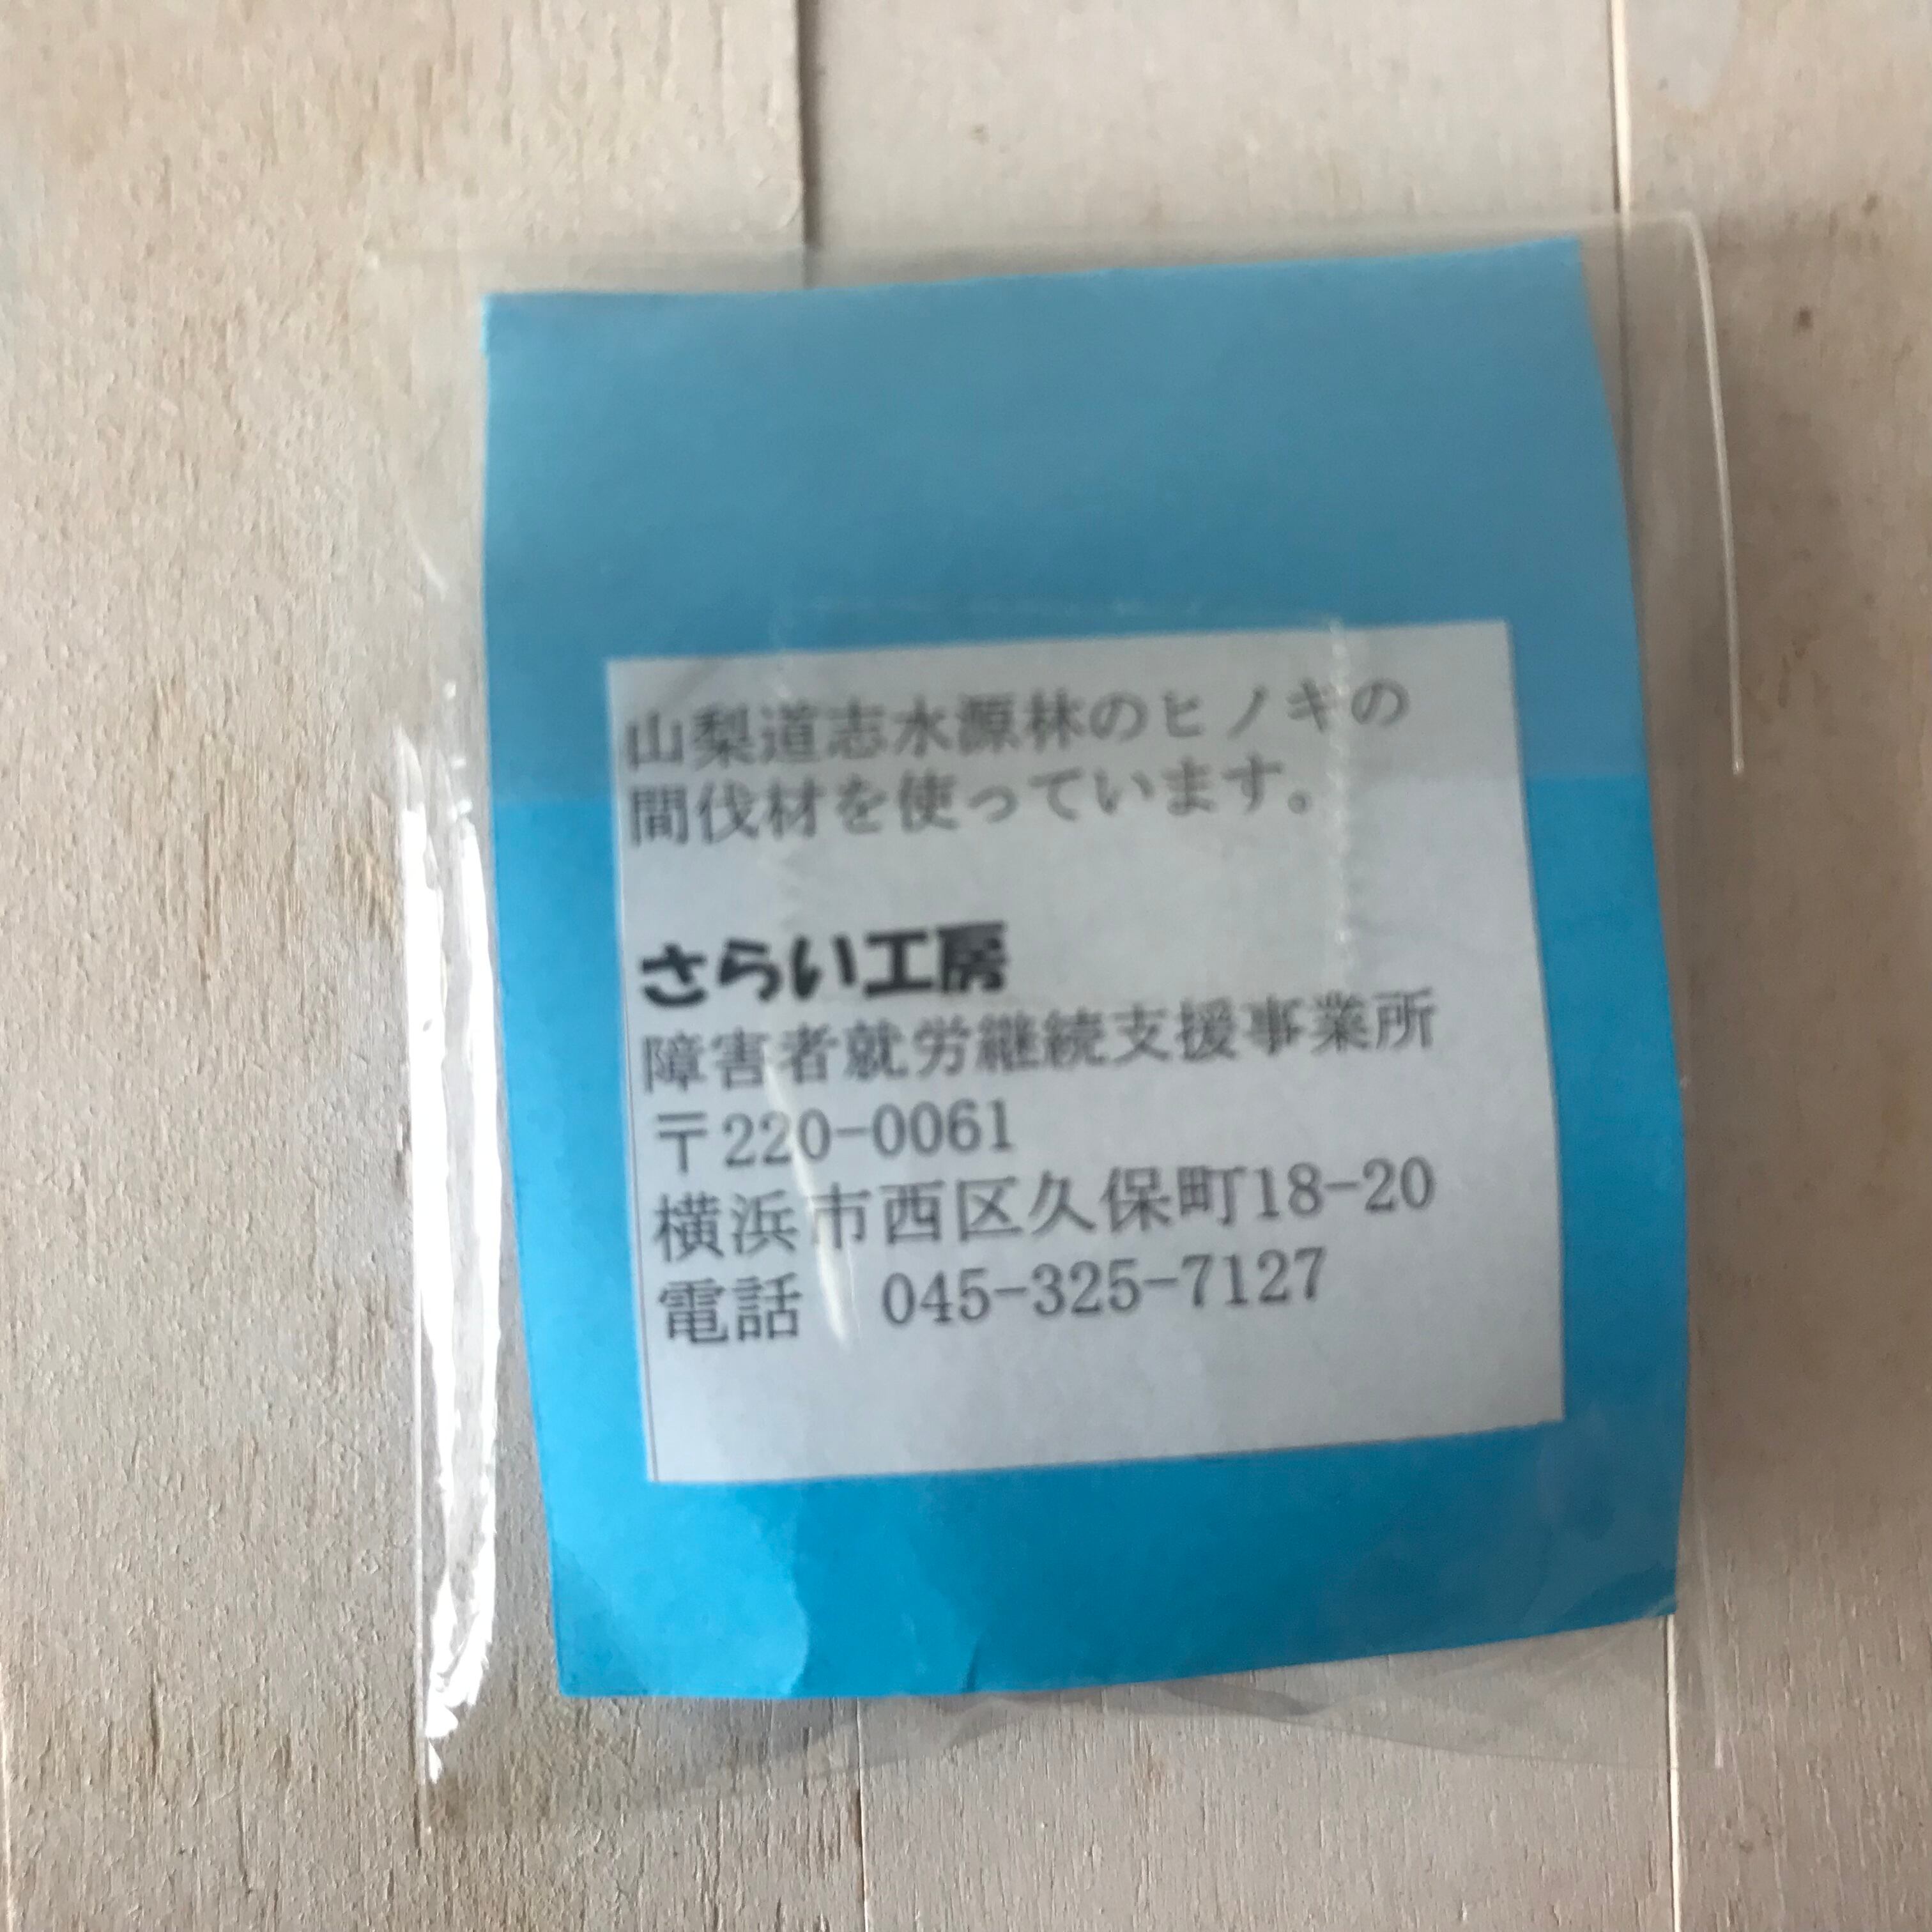 山梨道志水源林のヒノキの
間伐材を使っています。
さらい工房
障害者就労継続支援事業所
〒220-0061
横浜市西区久保町18-20
電話　045-325-7127